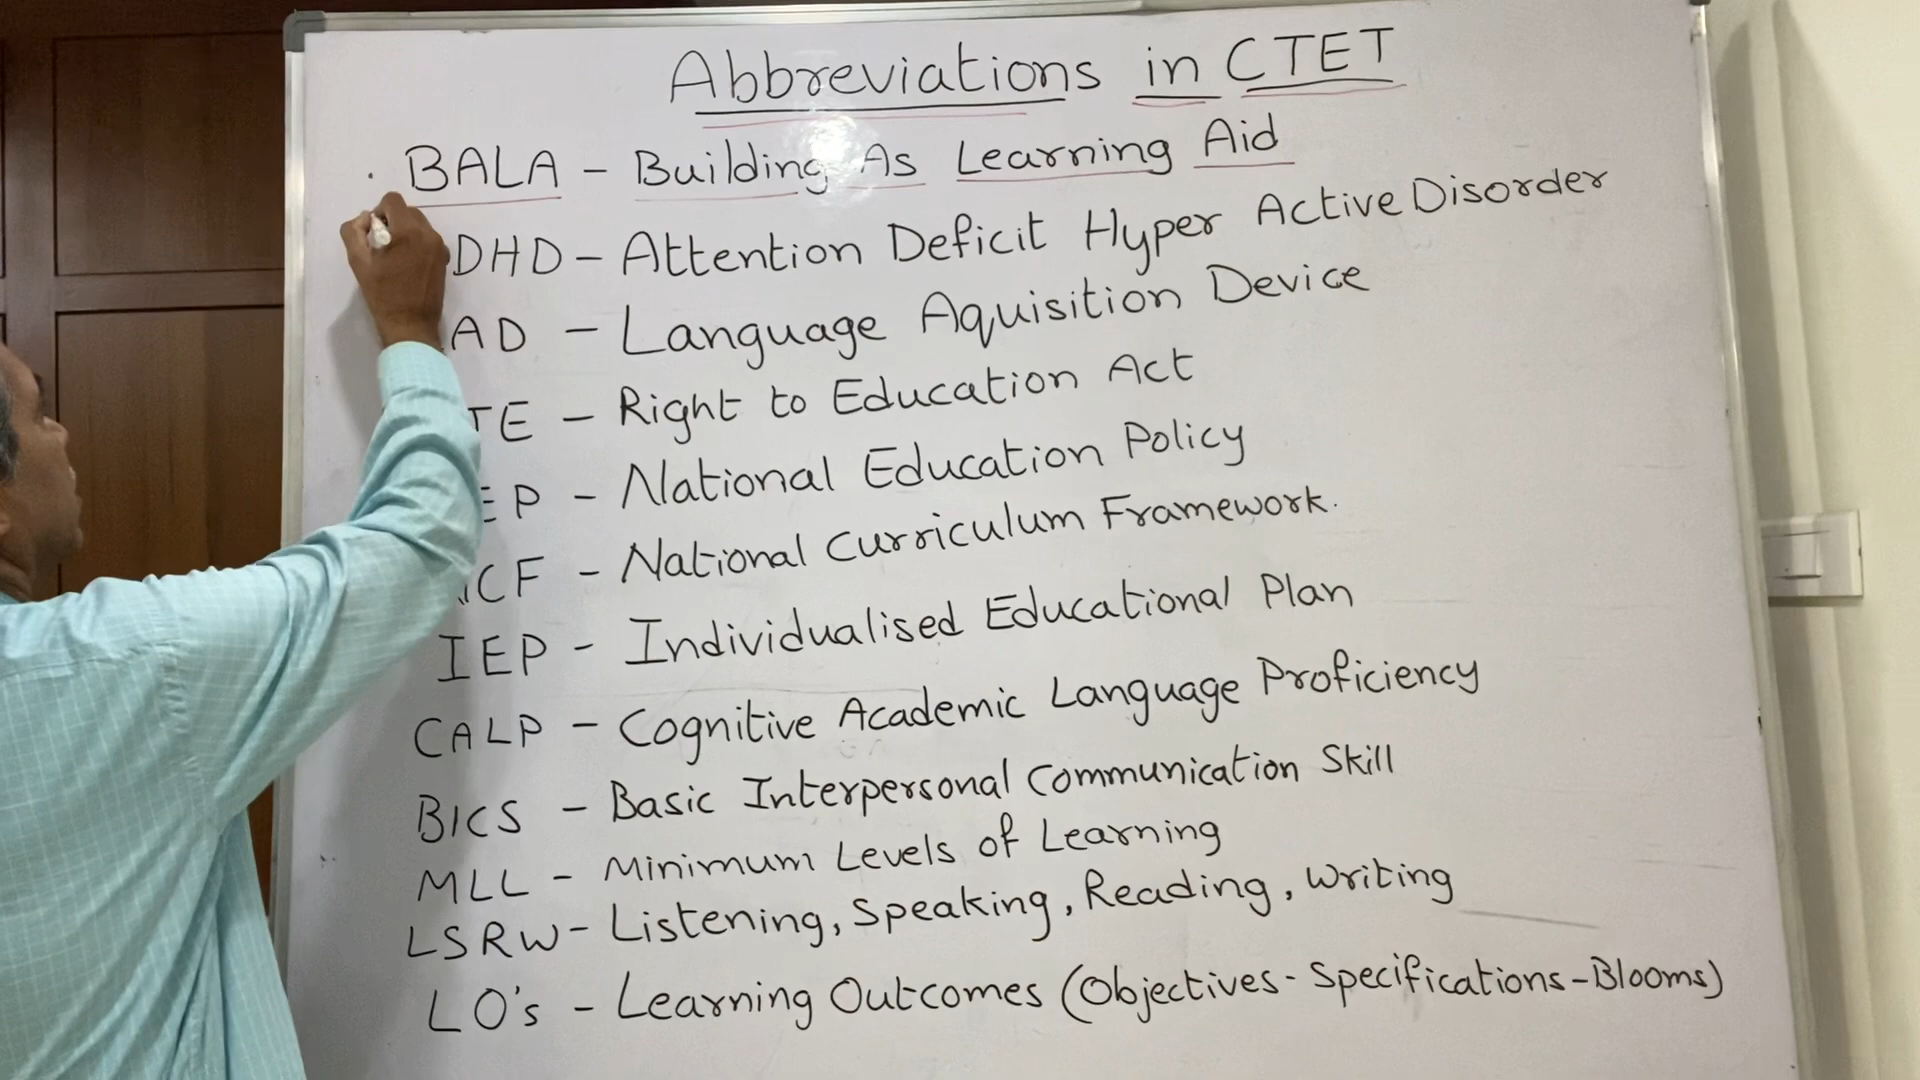 Abbreviations in CTET
BALA - Building As Learning Aid
DHD - Attention Deficit Hyper Active Disorder
AD - Language Aquisition Device
TE - Right to Education Act
EP - National Education Policy
CF - National Curriculum Framework.
IEP - Individualised Educational Plan
CALP - Cognitive Academic Language Proficiency
BICS - Basic Interpersonal Communication Skill
MLL - Minimum Levels of Learning
LSRW - Listening, Speaking, Reading, Writing
LO's - Learning Outcomes (Objectives - Specifications - Blooms)